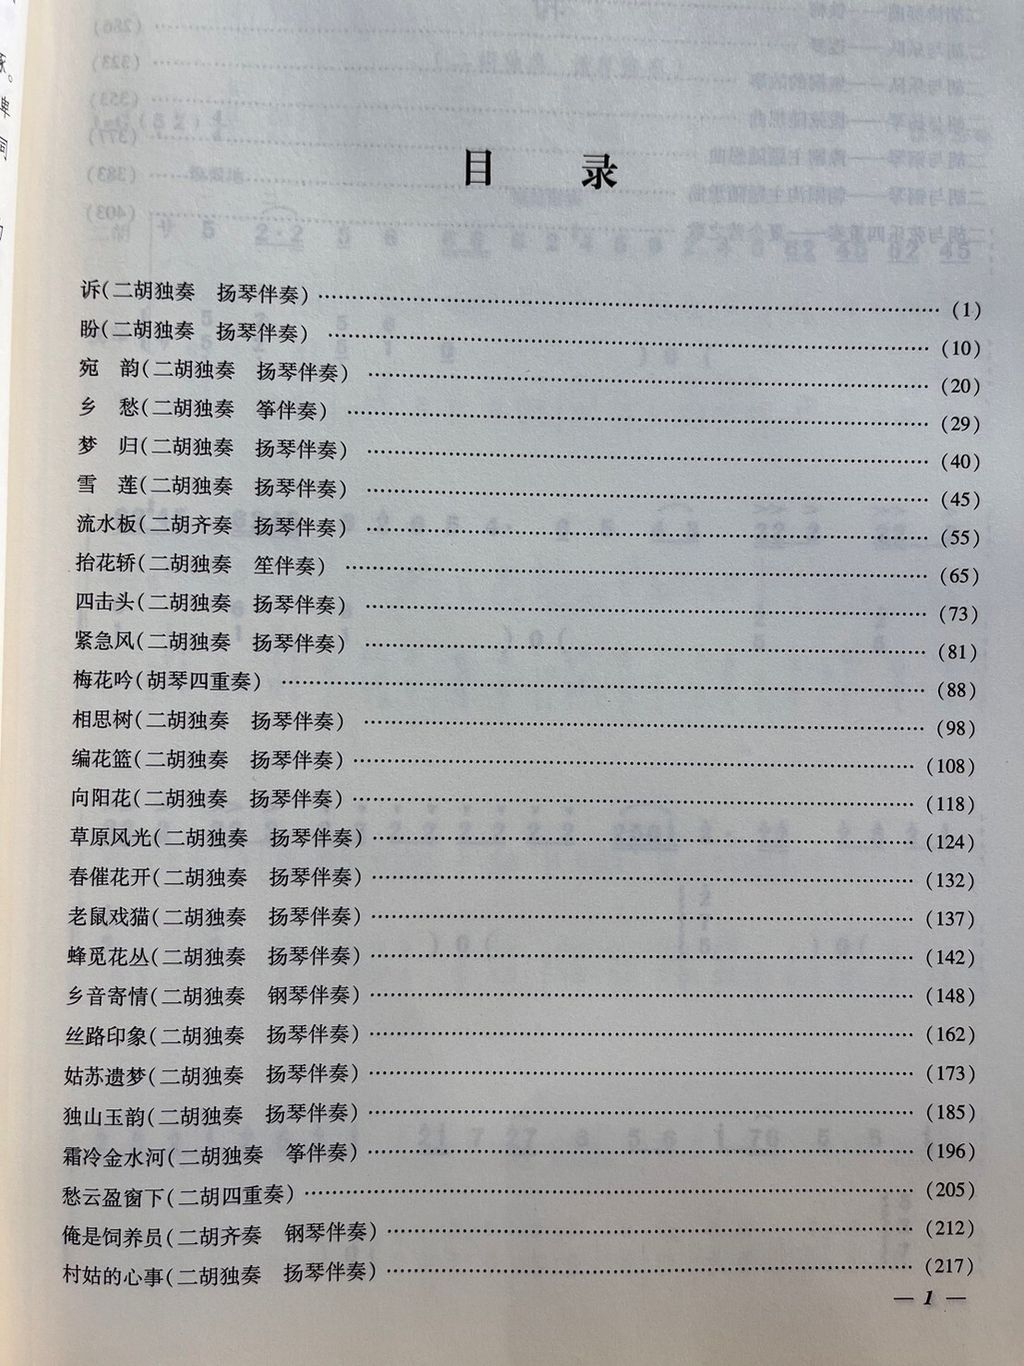 目 录
诉(二胡独奏 扬琴伴奏)……(1)
盼(二胡独奏 扬琴伴奏)……(10)
宛 韵(二胡独奏 扬琴伴奏)……(20)
乡 愁(二胡独奏 筝伴奏)……(29)
梦 归(二胡独奏 扬琴伴奏)……(40)
雪 莲(二胡独奏 扬琴伴奏)……(45)
流水板(二胡齐奏 扬琴伴奏)……(55)
抬花轿(二胡独奏 笙伴奏)……(65)
四击头(二胡独奏 扬琴伴奏)……(73)
紧急风(二胡独奏 扬琴伴奏)……(81)
梅花吟(胡琴四重奏)……(88)
相思树(二胡独奏 扬琴伴奏)……(98)
编花篮(二胡独奏 扬琴伴奏)……(108)
向阳花(二胡独奏 扬琴伴奏)……(118)
草原风光(二胡独奏 扬琴伴奏)……(124)
春催花开(二胡独奏 扬琴伴奏)……(132)
老鼠戏猫(二胡独奏 扬琴伴奏)……(137)
蜂觅花丛(二胡独奏 扬琴伴奏)……(142)
乡音寄情(二胡独奏 钢琴伴奏)……(148)
丝路印象(二胡独奏 扬琴伴奏)……(162)
姑苏遗梦(二胡独奏 扬琴伴奏)……(173)
独山玉韵(二胡独奏 扬琴伴奏)……(185)
霜冷金水河(二胡独奏 筝伴奏)……(196)
愁云盈窗下(二胡四重奏)……(205)
俺是饲养员(二胡齐奏 钢琴伴奏)……(212)
村姑的心事(二胡独奏 扬琴伴奏)……(217)
— 1 —